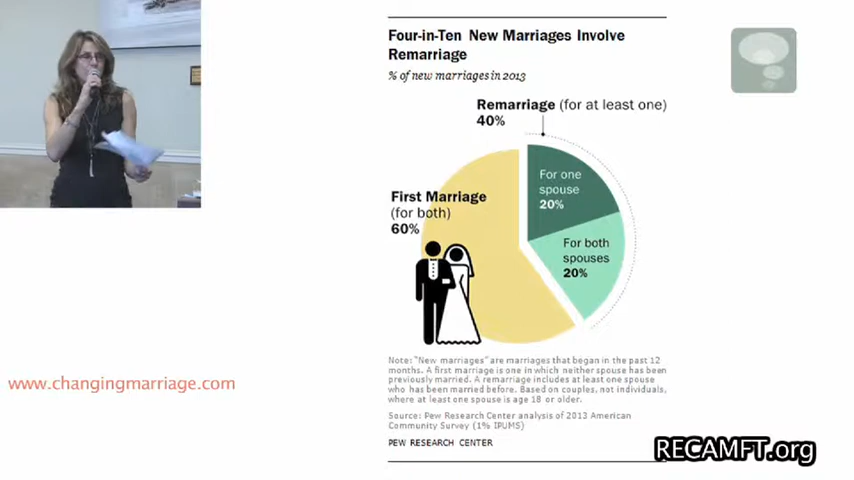 Four-in-Ten New Marriages Involve
Remarriage
% of new marriages in 2013
Remarriage (for at least one)
40%
For one
spouse
20%
First Marriage
(for both)
60%
For both
spouses
20%
Note: "New marriages" are marriages that began in the past 12
months. A first marriage is one in which neither spouse has been
previously married. A remarriage includes at least one spouse
who has been married before. Based on couples, not individuals,
where at least one spouse is age 18 or older.
Source: Pew Research Center analysis of 2013 American
Community Survey (1% IPUMS)
PEW RESEARCH CENTER
www.changingmarriage.com
RECAMFT.org